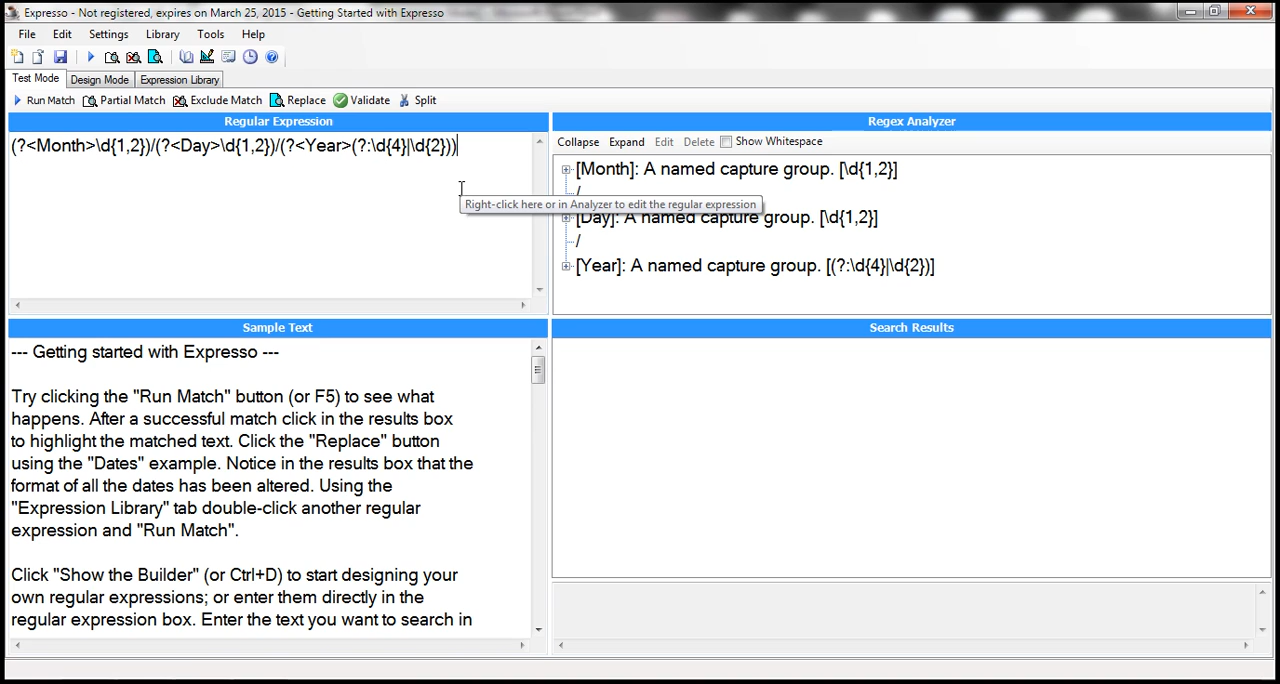 Expresso - Not registered, expires on March 25, 2015 - Getting Started with Expresso
File Edit Settings Library Tools Help
Test Mode Design Mode Expression Library
Run Match Partial Match Exclude Match Replace Validate Split
Regular Expression
(?<Month>\d{1,2})/(?<Day>\d{1,2})/(?<Year>(?:\d{4}|\d{2}))
Right-click here or in Analyzer to edit the regular expression
Regex Analyzer
Collapse Expand Edit Delete Show Whitespace
[Month]: A named capture group. [\d{1,2}]
/
[Day]: A named capture group. [\d{1,2}]
/
[Year]: A named capture group. [(?:\d{4}|\d{2})]
Sample Text
--- Getting started with Expresso ---
Try clicking the "Run Match" button (or F5) to see what
happens. After a successful match click in the results box
to highlight the matched text. Click the "Replace" button
using the "Dates" example. Notice in the results box that the
format of all the dates has been altered. Using the
"Expression Library" tab double-click another regular
expression and "Run Match".
Click "Show the Builder" (or Ctrl+D) to start designing your
own regular expressions; or enter them directly in the
regular expression box. Enter the text you want to search in
Search Results